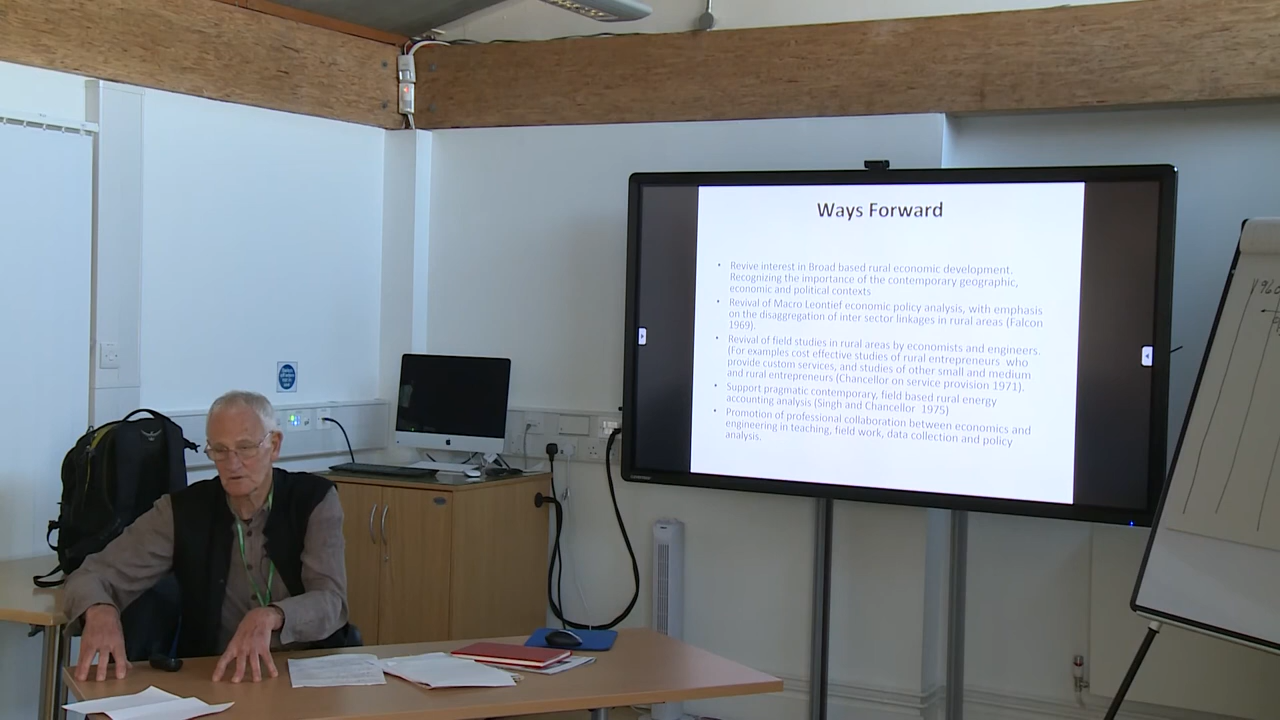 Ways Forward
• Revive interest in Broad based rural economic development.
Recognizing the importance of the contemporary geographic,
economic and political contexts
• Revival of Macro Leontief economic policy analysis, with emphasis
on the disaggregation of inter sector linkages in rural areas (Falcon
1969).
• Revival of field studies in rural areas by economists and engineers.
(For examples cost effective studies of rural entrepreneurs who
provide custom services, and studies of other small and medium
and rural entrepreneurs (Chancellor on service provision 1971).
• Support pragmatic contemporary, field based rural energy
accounting analysis (Singh and Chancellor 1975)
• Promotion of professional collaboration between economics and
engineering in teaching, field work, data collection and policy
analysis.